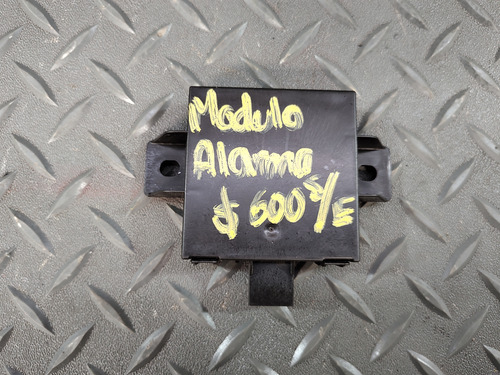 Modulo
Alarma
$ 600 S/E